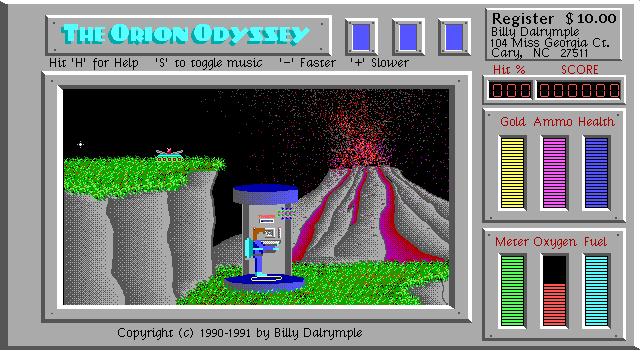 THE ORION ODYSSEY
Hit 'H' for Help 'S' to toggle music '-' Faster '+' Slower
Register $10.00
Billy Dalrymple
104 Miss Georgia Ct.
Cary, NC 27511
Hit % SCORE
000 000000
Gold Ammo Health
Meter Oxygen Fuel
Copyright (c) 1990-1991 by Billy Dalrymple